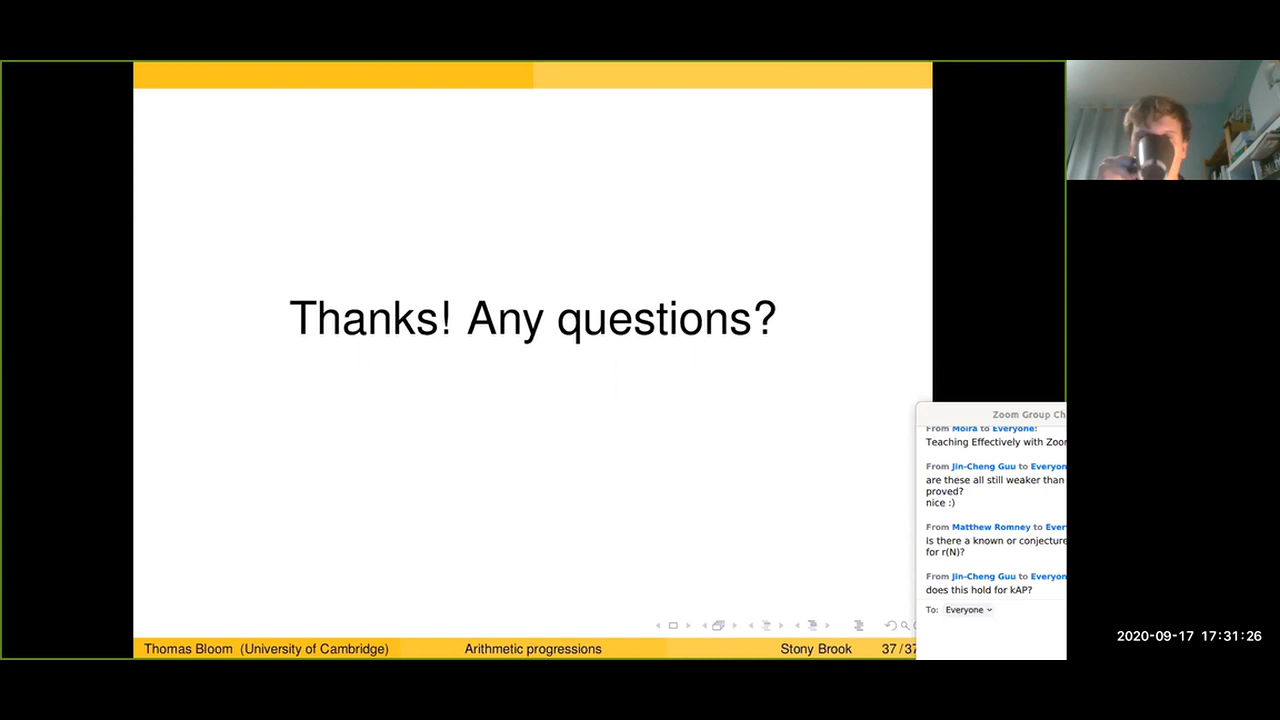 Thanks! Any questions?
Zoom Group Ch
From Moira to Everyone:
Teaching Effectively with Zoo
From Jin-Cheng Guu to Everyon
are these all still weaker than
proved?
nice :)
From Matthew Romney to Ever
Is there a known or conjecture
for r(N)?
From Jin-Cheng Guu to Everyon
does this hold for kAP?
To: Everyone
Thomas Bloom (University of Cambridge) Arithmetic progressions Stony Brook 37/37
2020-09-17 17:31:26